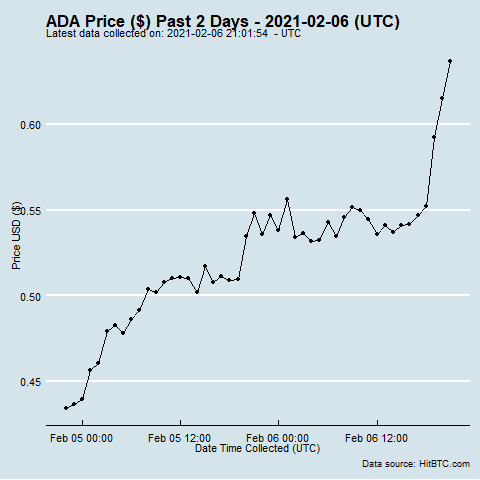 ADA Price ($) Past 2 Days - 2021-02-06 (UTC)
Latest data collected on: 2021-02-06 21:01:54 - UTC
0.60
0.55
0.50
0.45
Price USD ($)
Feb 05 00:00 Feb 05 12:00 Feb 06 00:00 Feb 06 12:00
Date Time Collected (UTC)
Data source: HitBTC.com